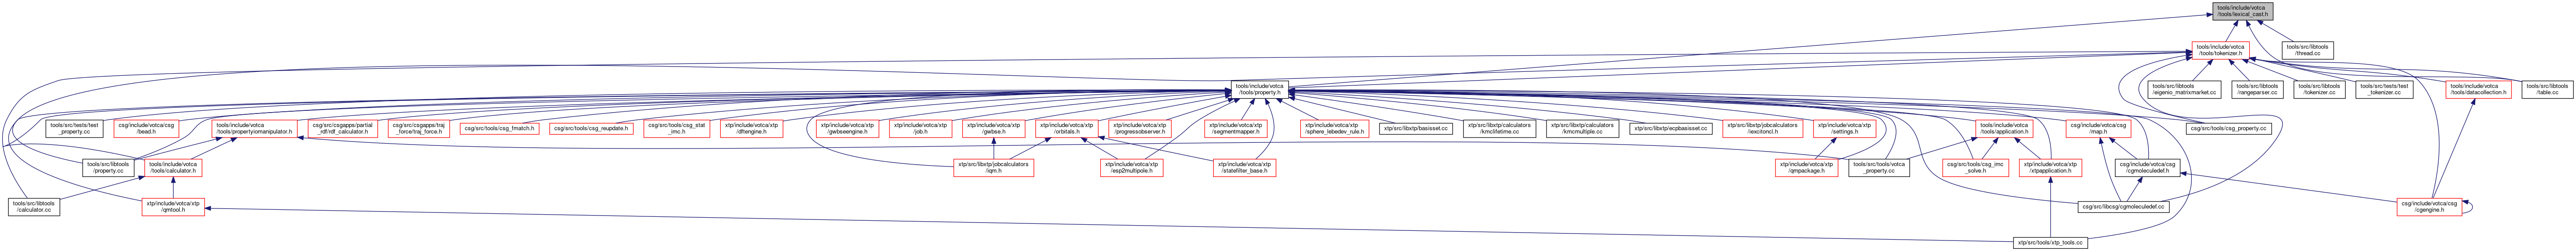 tools/include/votca
/tools/lexical_cast.h
tools/include/votca
/tools/tokenizer.h
tools/src/libtools
/thread.cc
tools/include/votca
/tools/property.h
tools/src/libtools
/eigenio_matrixmarket.cc
tools/src/libtools
/rangeparser.cc
tools/src/libtools
/tokenizer.cc
tools/src/tests/test
_tokenizer.cc
tools/include/votca
/tools/datacollection.h
tools/src/libtools
/table.cc
tools/src/tests/test
_property.cc
csg/include/votca/csg
/bead.h
tools/include/votca
/tools/propertyiomanipulator.h
csg/src/csgapps/partial
_rdf/rdf_calculator.h
csg/src/csgapps/traj
_force/traj_force.h
csg/src/tools/csg_fmatch.h
csg/src/tools/csg_reupdate.h
csg/src/tools/csg_stat
_imc.h
xtp/include/votca/xtp
/dftengine.h
xtp/include/votca/xtp
/gwbseengine.h
xtp/include/votca/xtp
/job.h
xtp/include/votca/xtp
/gwbse.h
xtp/include/votca/xtp
/orbitals.h
xtp/include/votca/xtp
/progressobserver.h
xtp/include/votca/xtp
/segmentmapper.h
xtp/include/votca/xtp
/sphere_lebedev_rule.h
xtp/src/libxtp/basisset.cc
xtp/src/libxtp/calculators
/kmclifetime.cc
xtp/src/libxtp/calculators
/kmcmultiple.cc
xtp/src/libxtp/ecpbasisset.cc
xtp/src/libxtp/jobcalculators
/iexcitoncl.h
xtp/include/votca/xtp
/settings.h
tools/include/votca
/tools/application.h
csg/include/votca/csg
/map.h
csg/src/tools/csg_property.cc
tools/src/libtools
/property.cc
tools/include/votca
/tools/calculator.h
xtp/src/libxtp/jobcalculators
/iqm.h
xtp/include/votca/xtp
/esp2multipole.h
xtp/include/votca/xtp
/statefilter_base.h
xtp/include/votca/xtp
/qmpackage.h
tools/src/tools/votca
_property.cc
csg/src/tools/csg_imc
_solve.h
xtp/include/votca/xtp
/xtpapplication.h
csg/include/votca/csg
/cgmoleculedef.h
tools/src/libtools
/calculator.cc
xtp/include/votca/xtp
/qmtool.h
csg/src/libcsg/cgmoleculedef.cc
csg/include/votca/csg
/cgengine.h
xtp/src/tools/xtp_tools.cc